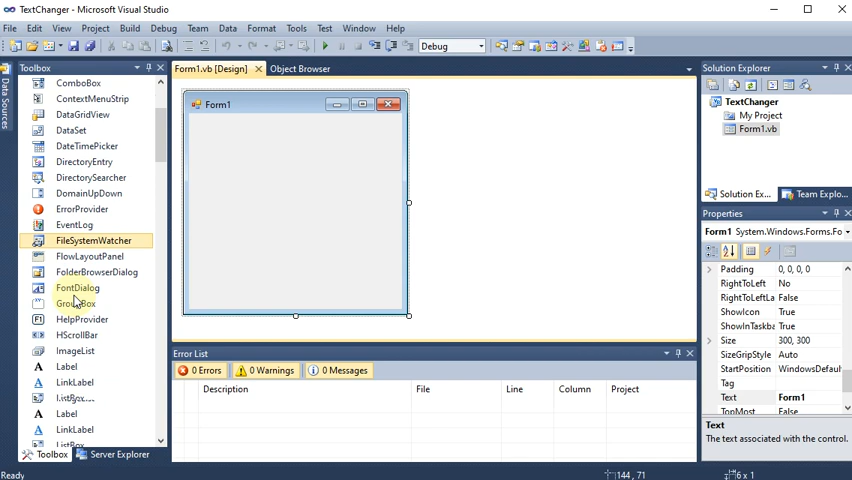 TextChanger - Microsoft Visual Studio
File Edit View Project Build Debug Team Data Format Tools Test Window Help
Debug
Toolbox
Form1.vb [Design] Object Browser
Solution Explorer
Data Sources
ComboBox
ContextMenuStrip
DataGridView
DataSet
DateTimePicker
DirectoryEntry
DirectorySearcher
DomainUpDown
ErrorProvider
EventLog
FileSystemWatcher
FlowLayoutPanel
FolderBrowserDialog
FontDialog
GroupBox
HelpProvider
HScrollBar
ImageList
Label
LinkLabel
ListBox
Label
LinkLabel
ListBox
Toolbox Server Explorer
Form1
Error List
0 Errors 0 Warnings 0 Messages
Description File Line Column Project
TextChanger
My Project
Form1.vb
Solution Ex... Team Explo...
Properties
Form1 System.Windows.Forms.Fo
Padding 0, 0, 0, 0
RightToLeft No
RightToLeftLa False
ShowIcon True
ShowInTaskba True
Size 300, 300
SizeGripStyle Auto
StartPosition WindowsDefaul
Tag
Text Form1
TopMost False
Text
The text associated with the control.
Ready 144, 71 6 x 1